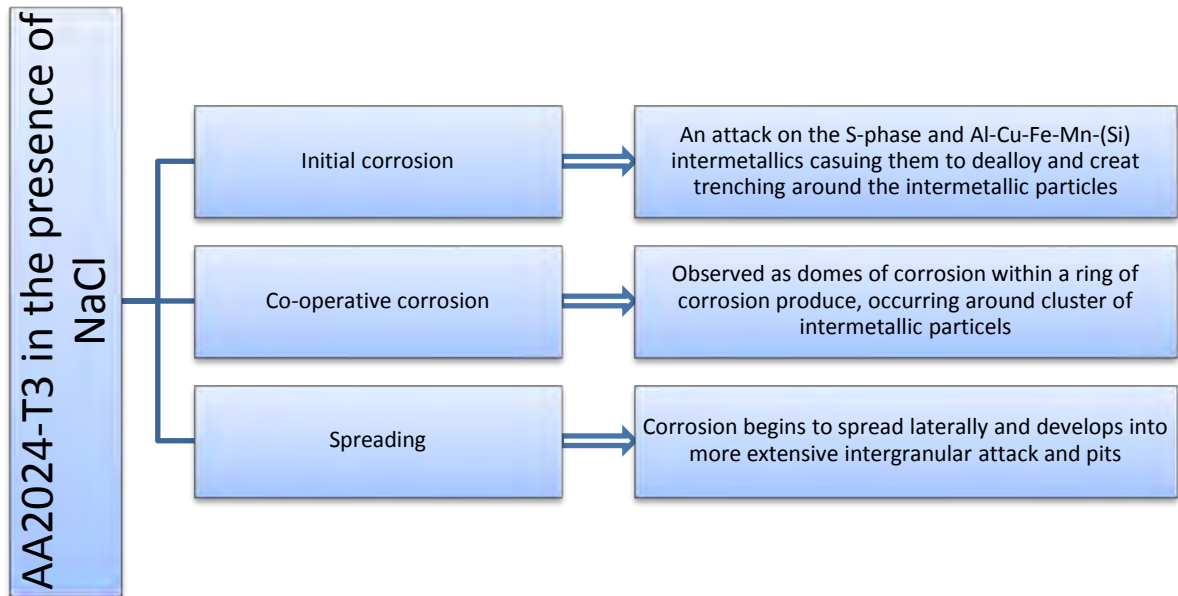 AA2024-T3 in the presence of
NaCl
Initial corrosion
An attack on the S-phase and Al-Cu-Fe-Mn-(Si)
intermetallics casuing them to dealloy and creat
trenching around the intermetallic particles
Co-operative corrosion
Observed as domes of corrosion within a ring of
corrosion produce, occurring around cluster of
intermetallic particels
Spreading
Corrosion begins to spread laterally and develops into
more extensive intergranular attack and pits